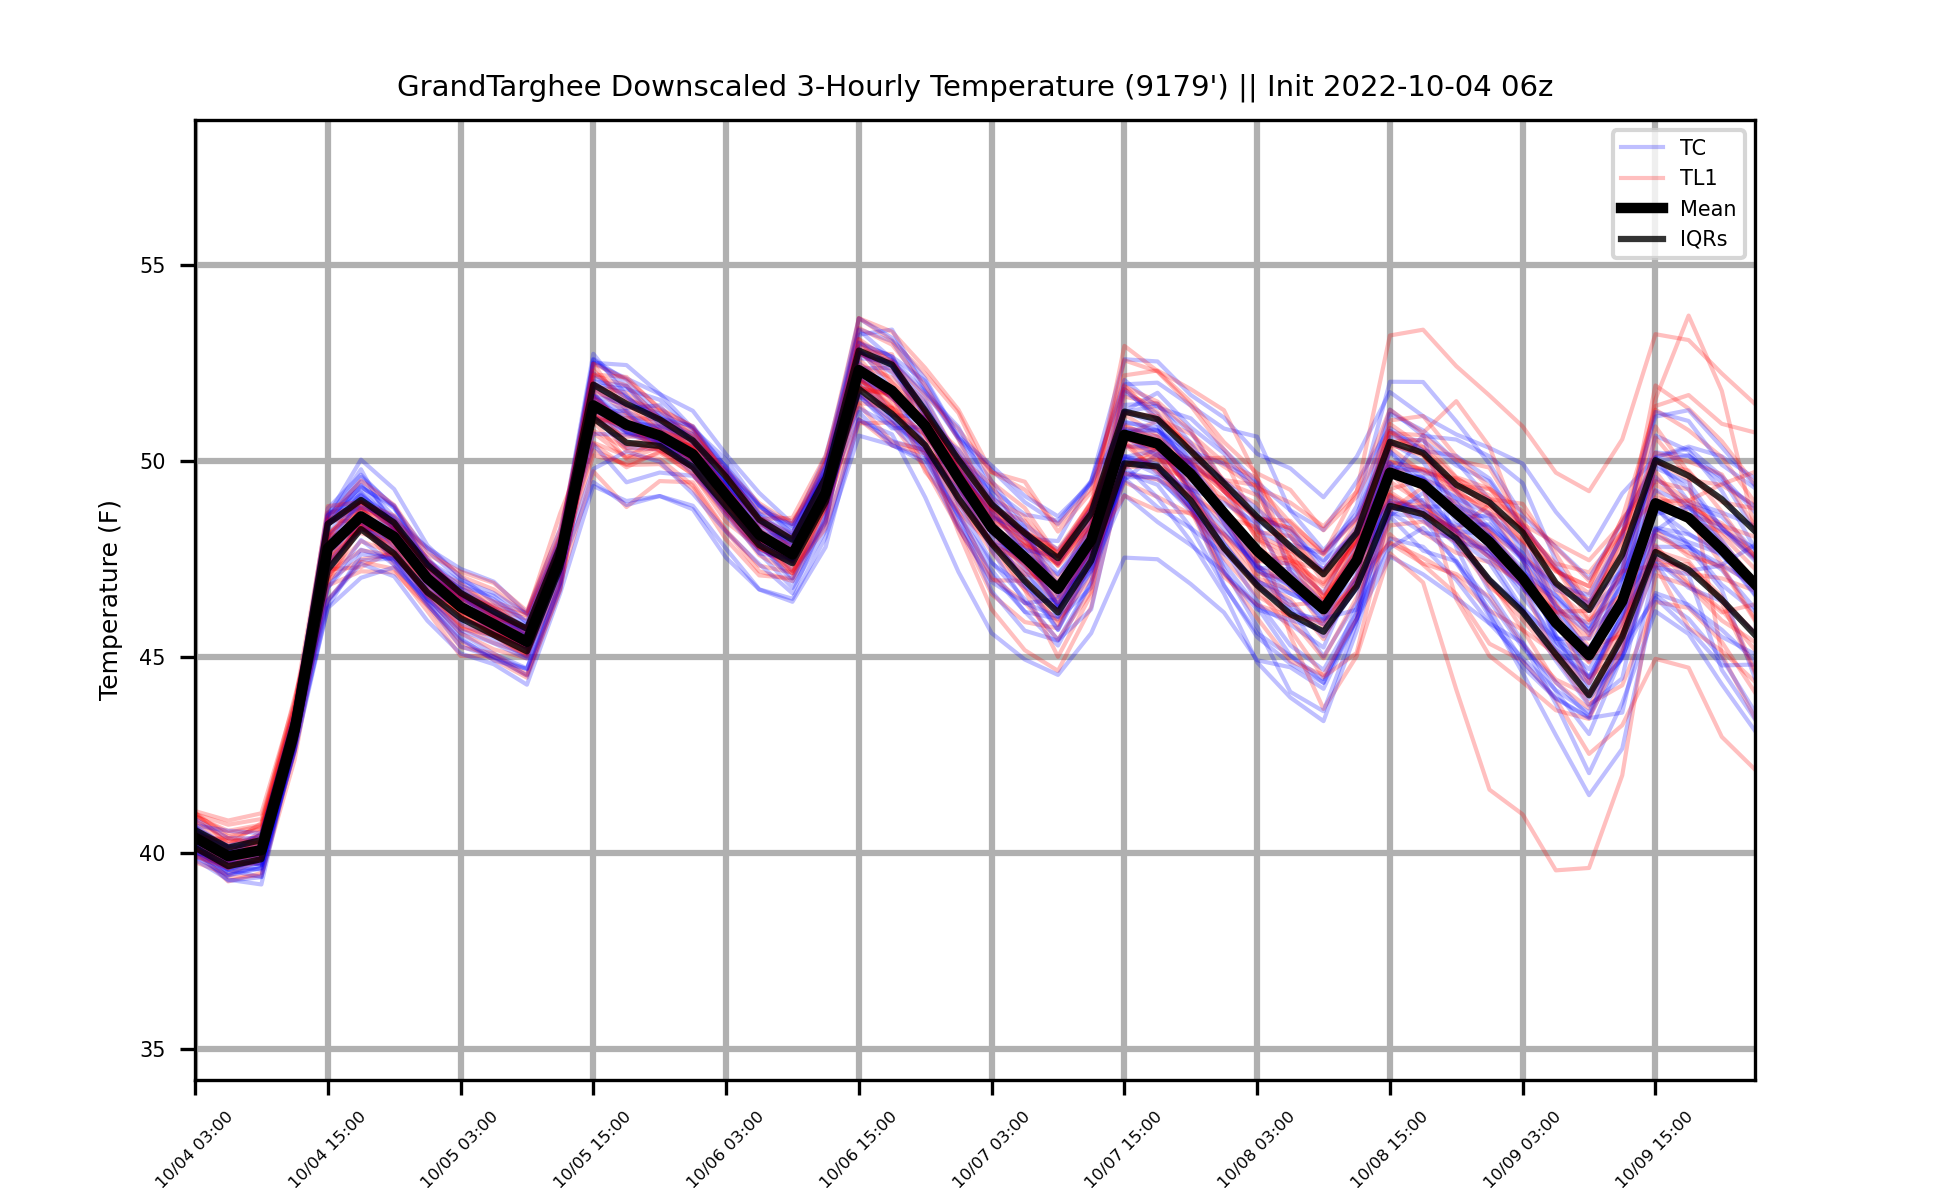 GrandTarghee Downscaled 3-Hourly Temperature (9179') || Init 2022-10-04 06z
TC
TL1
Mean
IQRs
Temperature (F)
55
50
45
40
35
10/04 03:00
10/04 15:00
10/05 03:00
10/05 15:00
10/06 03:00
10/06 15:00
10/07 03:00
10/07 15:00
10/08 03:00
10/08 15:00
10/09 03:00
10/09 15:00